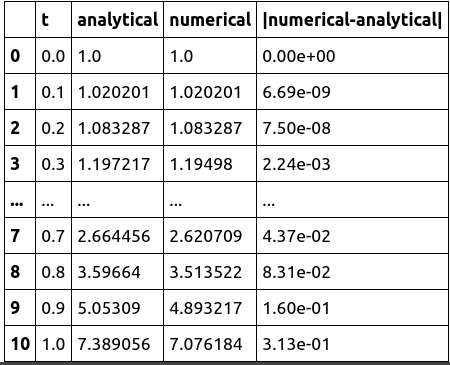 t analytical numerical |numerical-analytical|
0 0.0 1.0 1.0 0.00e+00
1 0.1 1.020201 1.020201 6.69e-09
2 0.2 1.083287 1.083287 7.50e-08
3 0.3 1.197217 1.19498 2.24e-03
... ... ... ... ...
7 0.7 2.664456 2.620709 4.37e-02
8 0.8 3.59664 3.513522 8.31e-02
9 0.9 5.05309 4.893217 1.60e-01
10 1.0 7.389056 7.076184 3.13e-01